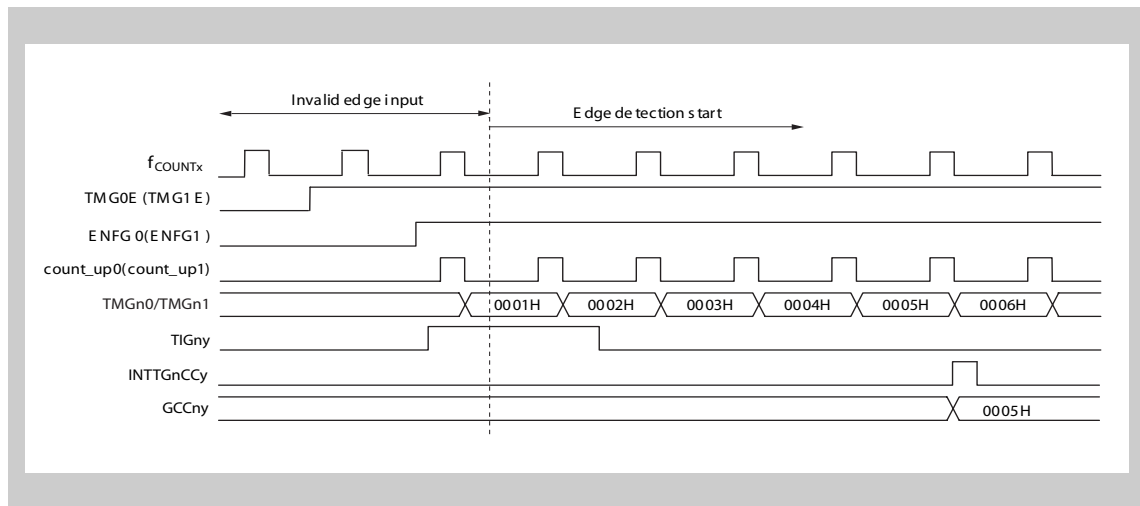 Invalid edge input
Edge detection start
fCOUNTx
TMG0E (TMG1E)
ENFG0(ENFG1)
count_up0(count_up1)
TMGn0/TMGn1
0001H 0002H 0003H 0004H 0005H 0006H
TIGny
INTTGnCCy
GCCny
0005H